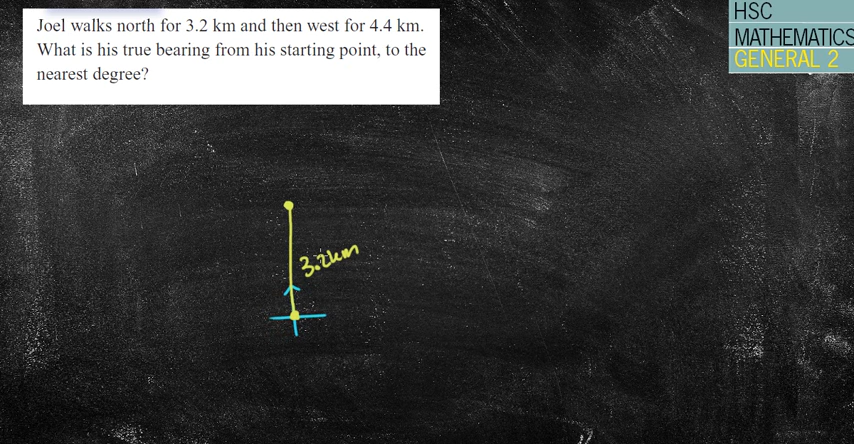 Joel walks north for 3.2 km and then west for 4.4 km.
What is his true bearing from his starting point, to the
nearest degree?
HSC
MATHEMATICS
GENERAL 2
3.2km